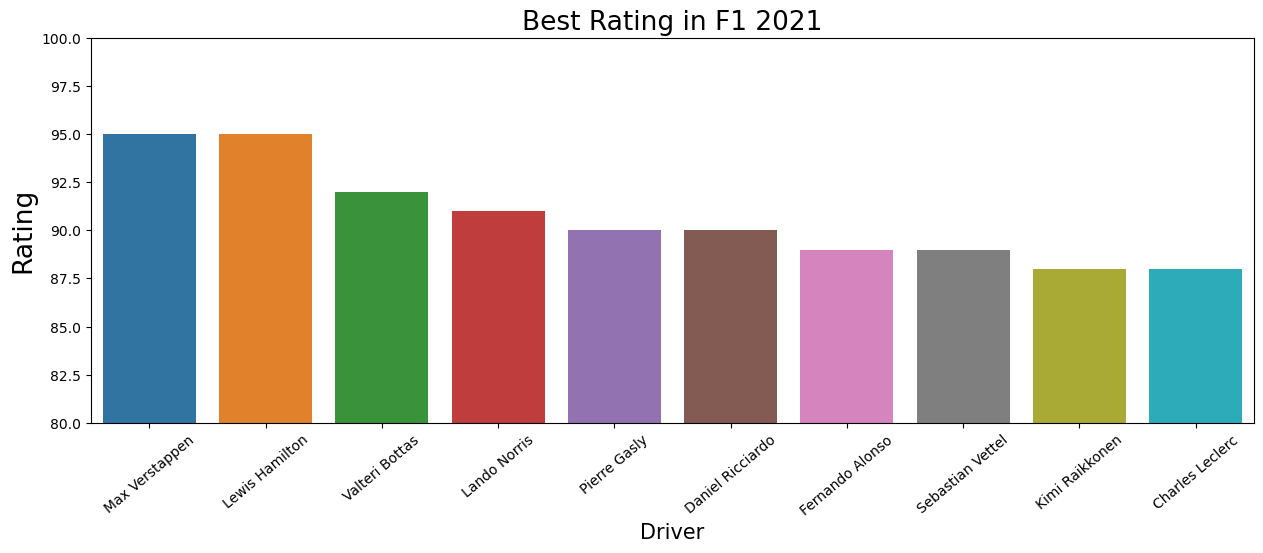 Best Rating in F1 2021
Rating
100.0
97.5
95.0
92.5
90.0
87.5
85.0
82.5
80.0
Max Verstappen
Lewis Hamilton
Valteri Bottas
Lando Norris
Pierre Gasly
Daniel Ricciardo
Fernando Alonso
Sebastian Vettel
Kimi Raikkonen
Charles Leclerc
Driver